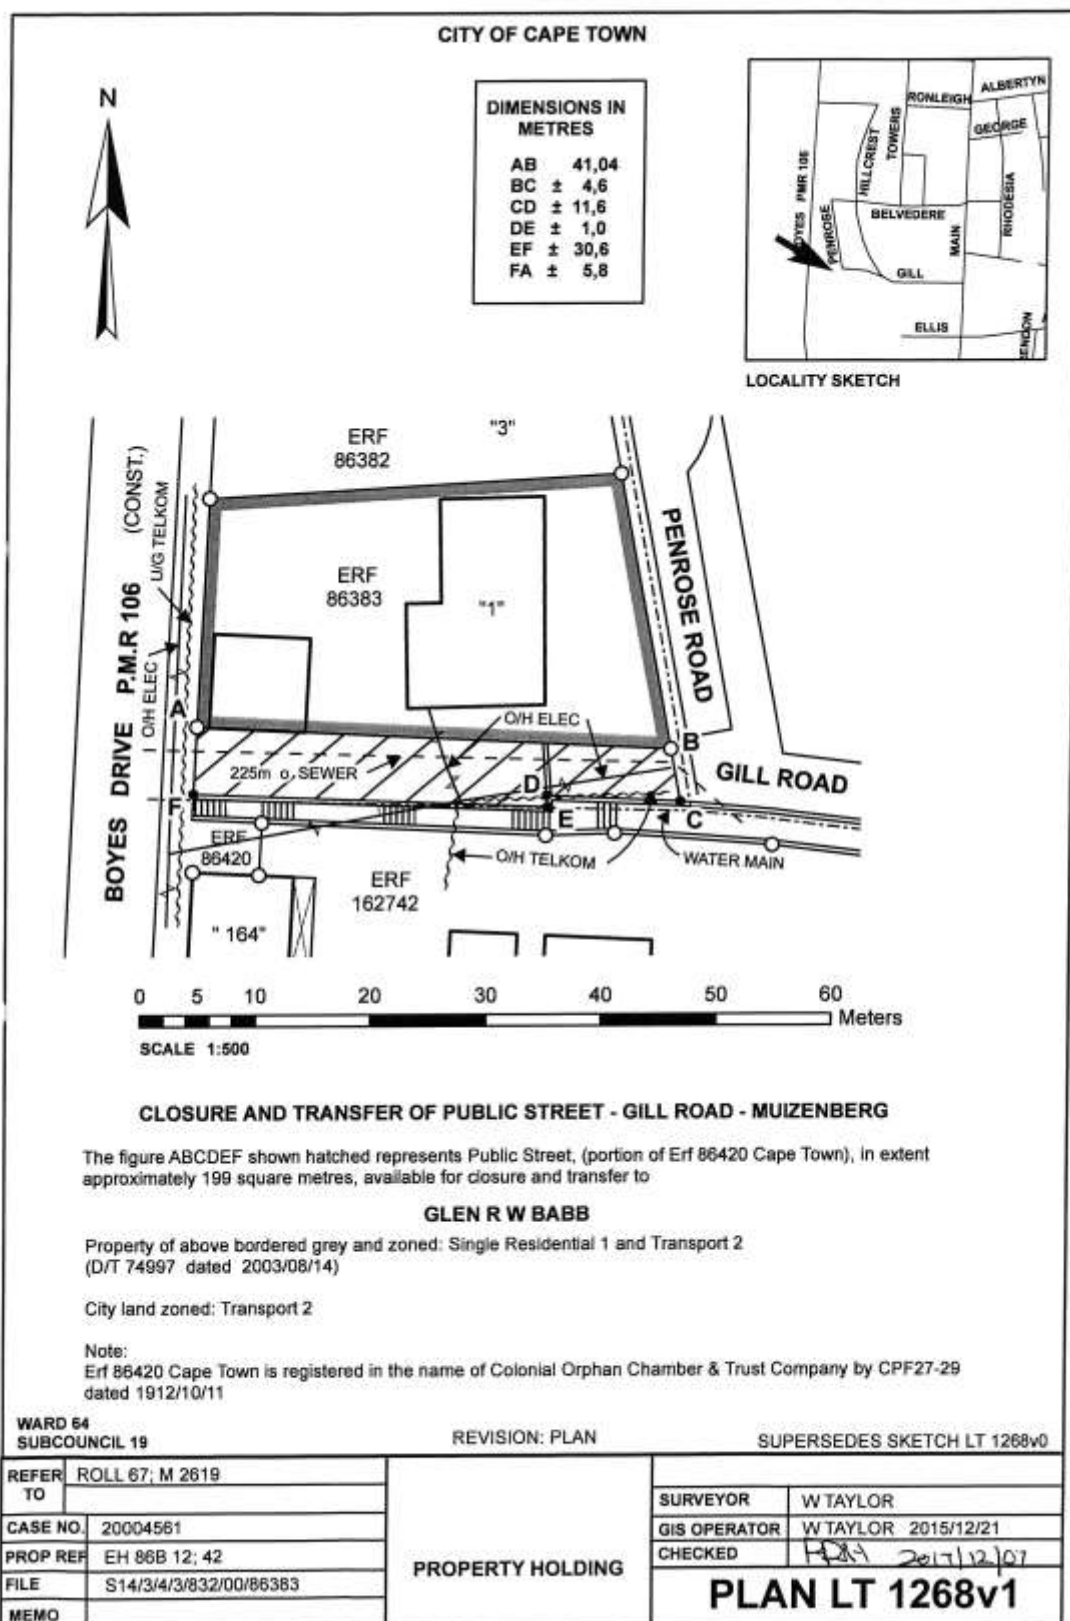 CITY OF CAPE TOWN
N
DIMENSIONS IN
METRES
AB 41,04
BC ± 4,6
CD ± 11,6
DE ± 1,0
EF ± 30,6
FA ± 5,8
ALBERTYN
RONLEIGH
GEORGE
TOWERS
HILLCREST
OYES PMR 106
RHODESIA
BELVEDERE
PENROSE
MAIN
GILL
ELLIS
ENDON
LOCALITY SKETCH
ERF
86382
"3"
(CONST.)
U/G TELKOM
ERF
86383
"1"
PENROSE ROAD
BOYES DRIVE P.M.R 106
O/H ELEC
A
O/H ELEC
B
225m o, SEWER
D
GILL ROAD
F
E
C
ERF
86420
O/H TELKOM
WATER MAIN
ERF
162742
" 164"
0 5 10 20 30 40 50 60
Meters
SCALE 1:500
CLOSURE AND TRANSFER OF PUBLIC STREET - GILL ROAD - MUIZENBERG
The figure ABCDEF shown hatched represents Public Street, (portion of Erf 86420 Cape Town), in extent
approximately 199 square metres, available for closure and transfer to
GLEN R W BABB
Property of above bordered grey and zoned: Single Residential 1 and Transport 2
(D/T 74997 dated 2003/08/14)
City land zoned: Transport 2
Note:
Erf 86420 Cape Town is registered in the name of Colonial Orphan Chamber & Trust Company by CPF27-29
dated 1912/10/11
WARD 64
SUBCOUNCIL 19
REVISION: PLAN
SUPERSEDES SKETCH LT 1268v0
REFER TO ROLL 67; M 2619
CASE NO. 20004561
PROP REF EH 86B 12; 42
FILE S14/3/4/3/832/00/86383
MEMO
PROPERTY HOLDING
SURVEYOR W TAYLOR
GIS OPERATOR W TAYLOR 2015/12/21
CHECKED 2017/12/07
PLAN LT 1268v1